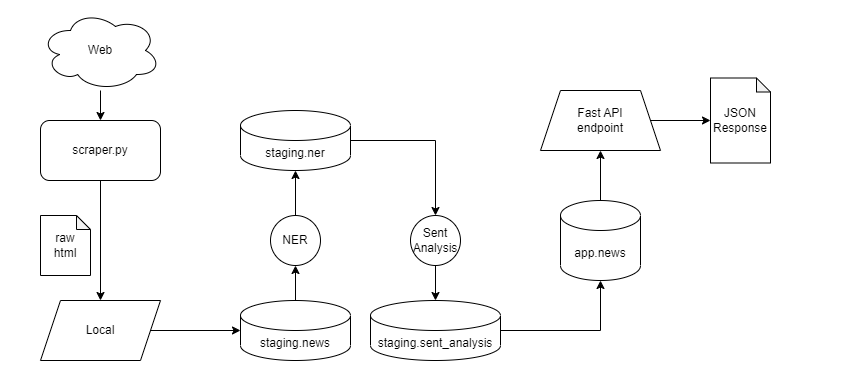 Web
scraper.py
raw
html
Local
staging.news
NER
staging.ner
Sent
Analysis
staging.sent_analysis
app.news
Fast API
endpoint
JSON
Response